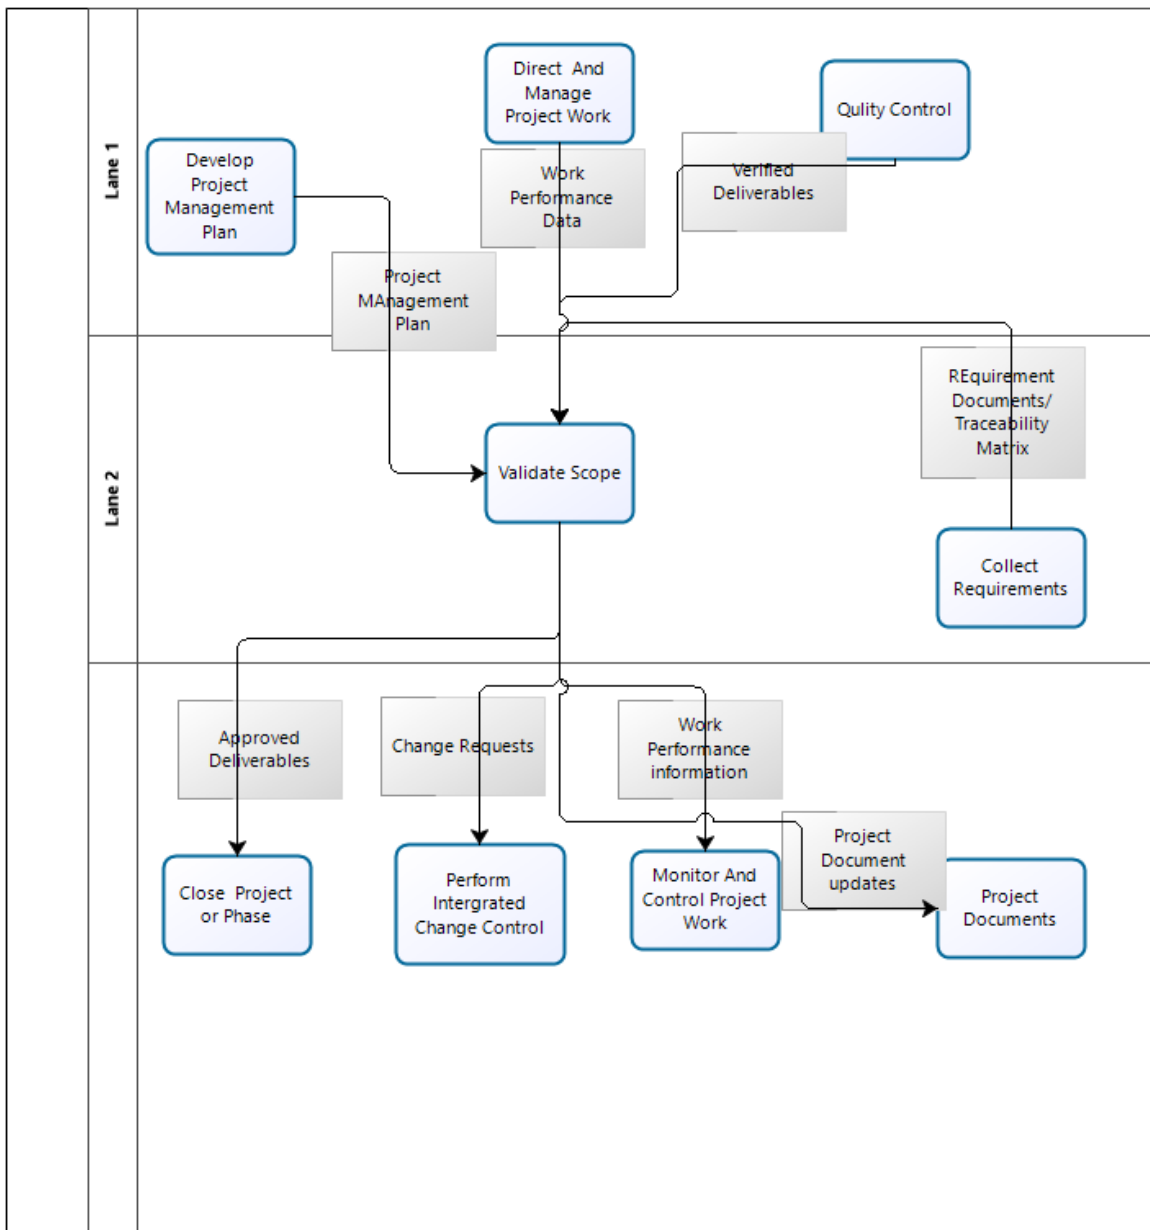 Lane 1
Develop
Project
Management
Plan
Direct And
Manage
Project Work
Qulity Control
Work
Performance
Data
Verified
Deliverables
Project
MAnagement
Plan
Lane 2
Validate Scope
REquirement
Documents/
Traceability
Matrix
Collect
Requirements
Approved
Deliverables
Change Requests
Work
Performance
information
Project
Document
updates
Close Project
or Phase
Perform
Intergrated
Change Control
Monitor And
Control Project
Work
Project
Documents